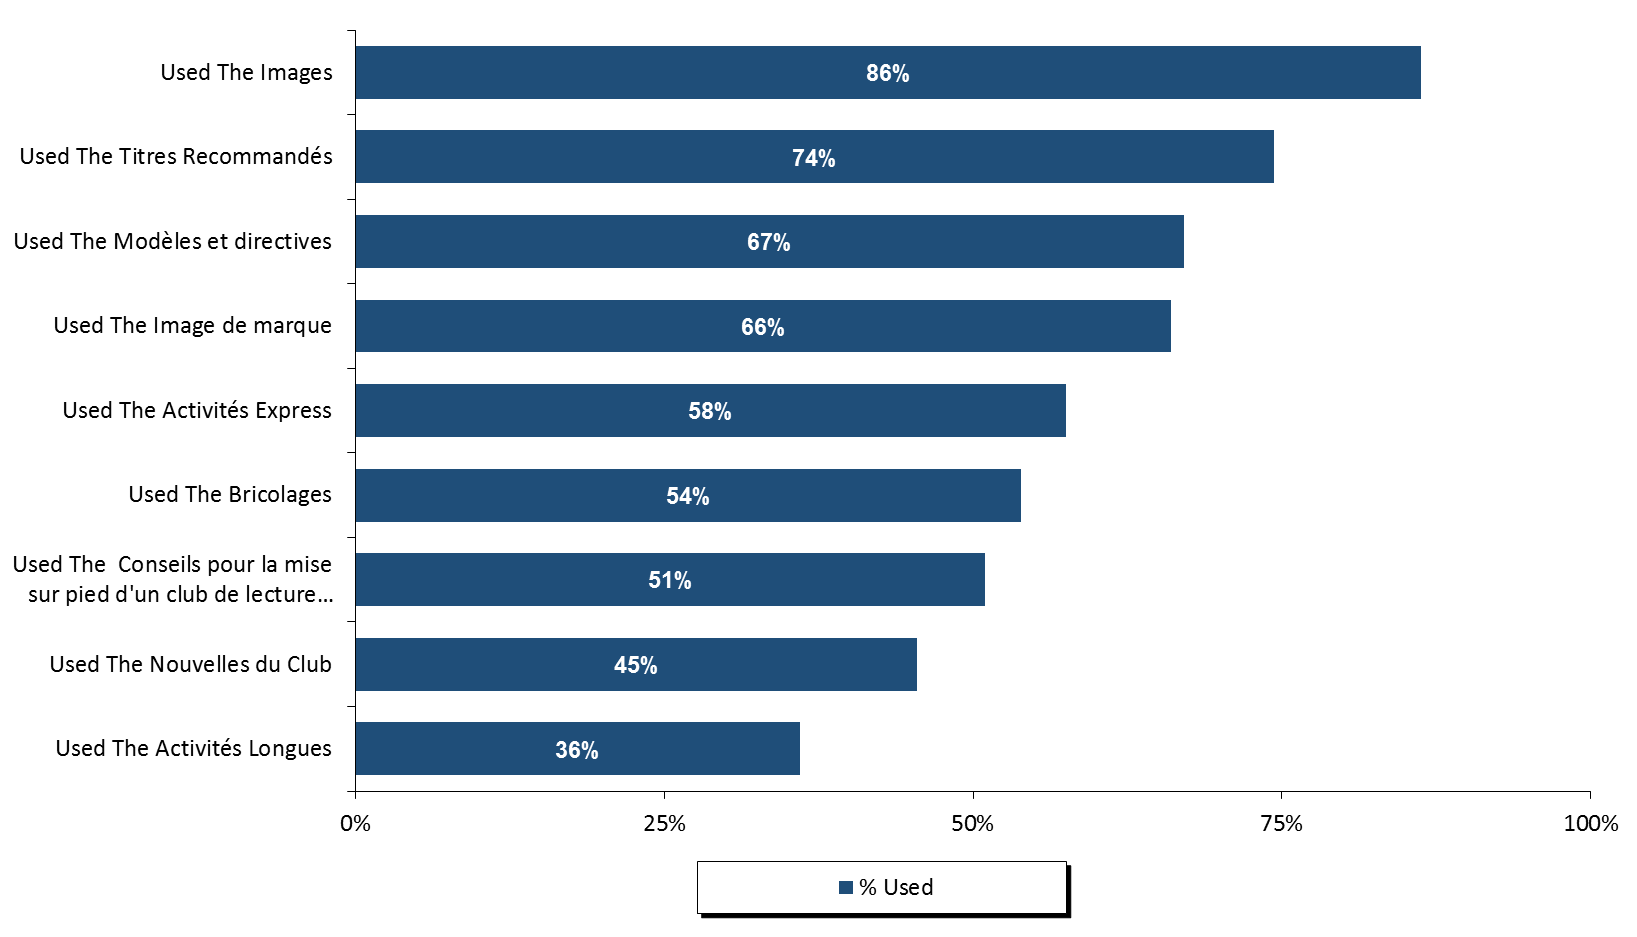 Used The Images
86%
Used The Titres Recommandés
74%
Used The Modèles et directives
67%
Used The Image de marque
66%
Used The Activités Express
58%
Used The Bricolages
54%
Used The  Conseils pour la mise
sur pied d'un club de lecture...
51%
Used The Nouvelles du Club
45%
Used The Activités Longues
36%
0% 25% 50% 75% 100%
% Used